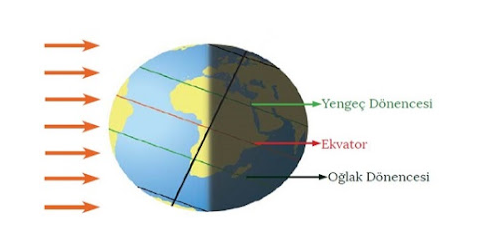 Yengeç Dönencesi
Ekvator
Oğlak Dönencesi